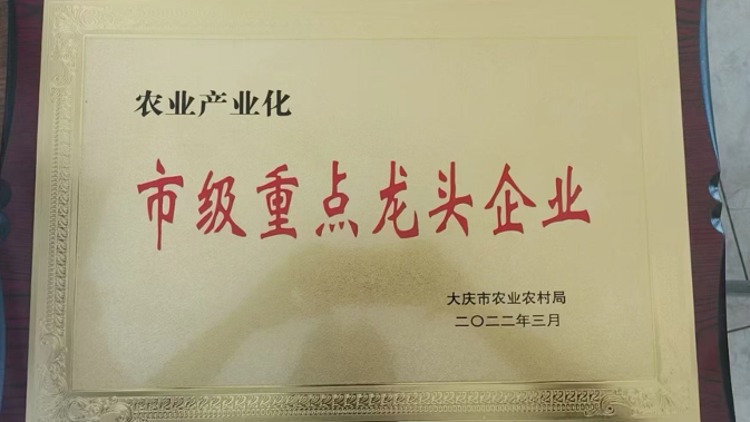 农业产业化
市级重点龙头企业
大庆市农业农村局
二〇二二年三月